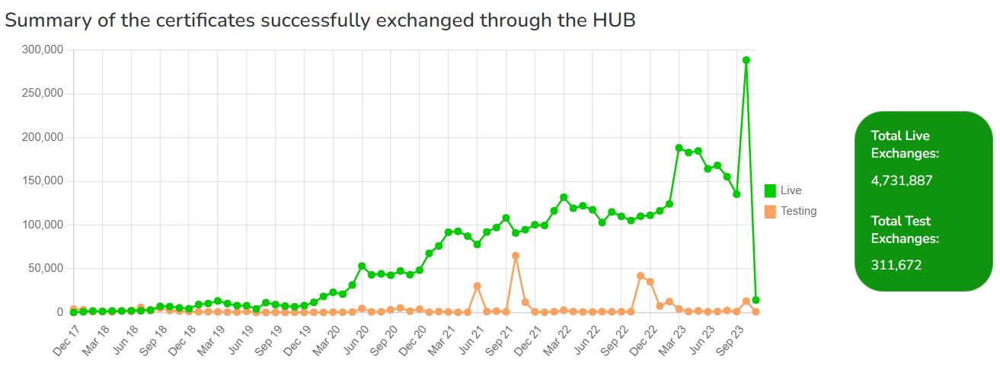 Summary of the certificates successfully exchanged through the HUB
300,000
250,000
200,000
150,000
100,000
50,000
0
Dec 17
Mar 18
Jun 18
Sep 18
Dec 18
Mar 19
Jun 19
Sep 19
Dec 19
Mar 20
Jun 20
Sep 20
Dec 20
Mar 21
Jun 21
Sep 21
Dec 21
Mar 22
Jun 22
Sep 22
Dec 22
Mar 23
Jun 23
Sep 23
Live
Testing
Total Live
Exchanges:
4,731,887
Total Test
Exchanges:
311,672